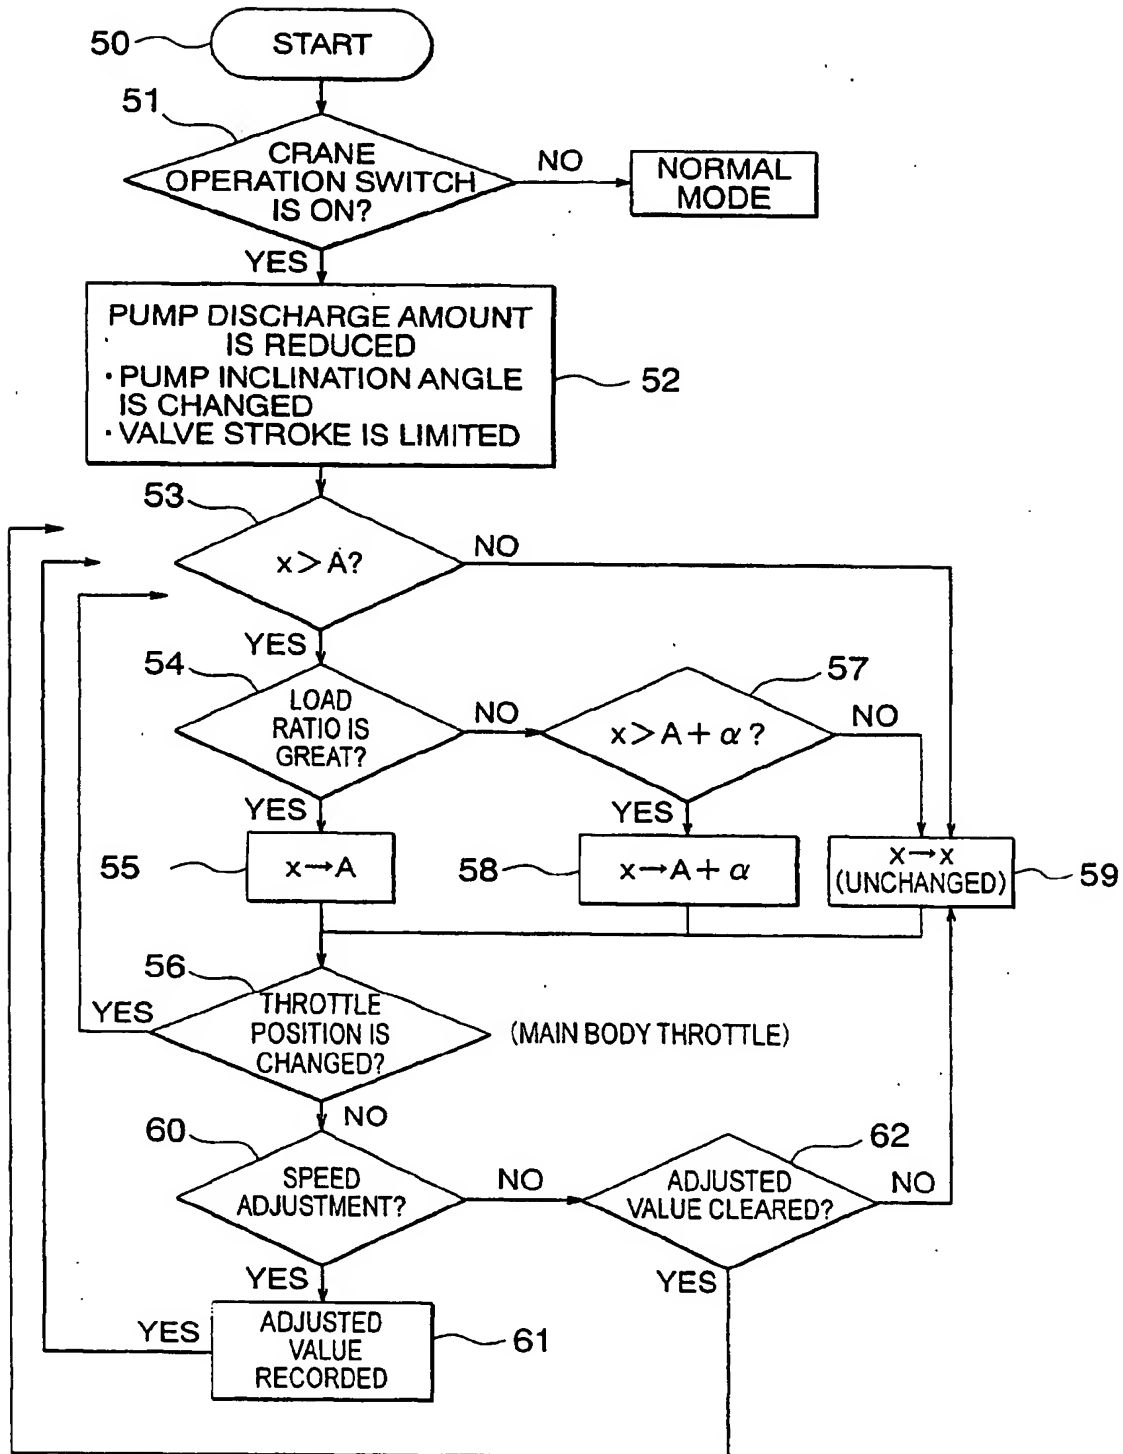 50
START
51
CRANE
OPERATION SWITCH
IS ON?
NO
NORMAL
MODE
YES
PUMP DISCHARGE AMOUNT
IS REDUCED
・PUMP INCLINATION ANGLE
IS CHANGED
・VALVE STROKE IS LIMITED
52
53
x > A?
NO
YES
54
LOAD
RATIO IS
GREAT?
NO
57
x > A + α ?
NO
YES
YES
55
x→A
58
x→A + α
x→x
(UNCHANGED)
59
56
YES
THROTTLE
POSITION IS
CHANGED?
(MAIN BODY THROTTLE)
NO
60
SPEED
ADJUSTMENT?
NO
62
ADJUSTED
VALUE CLEARED?
NO
YES
YES
YES
ADJUSTED
VALUE
RECORDED
61